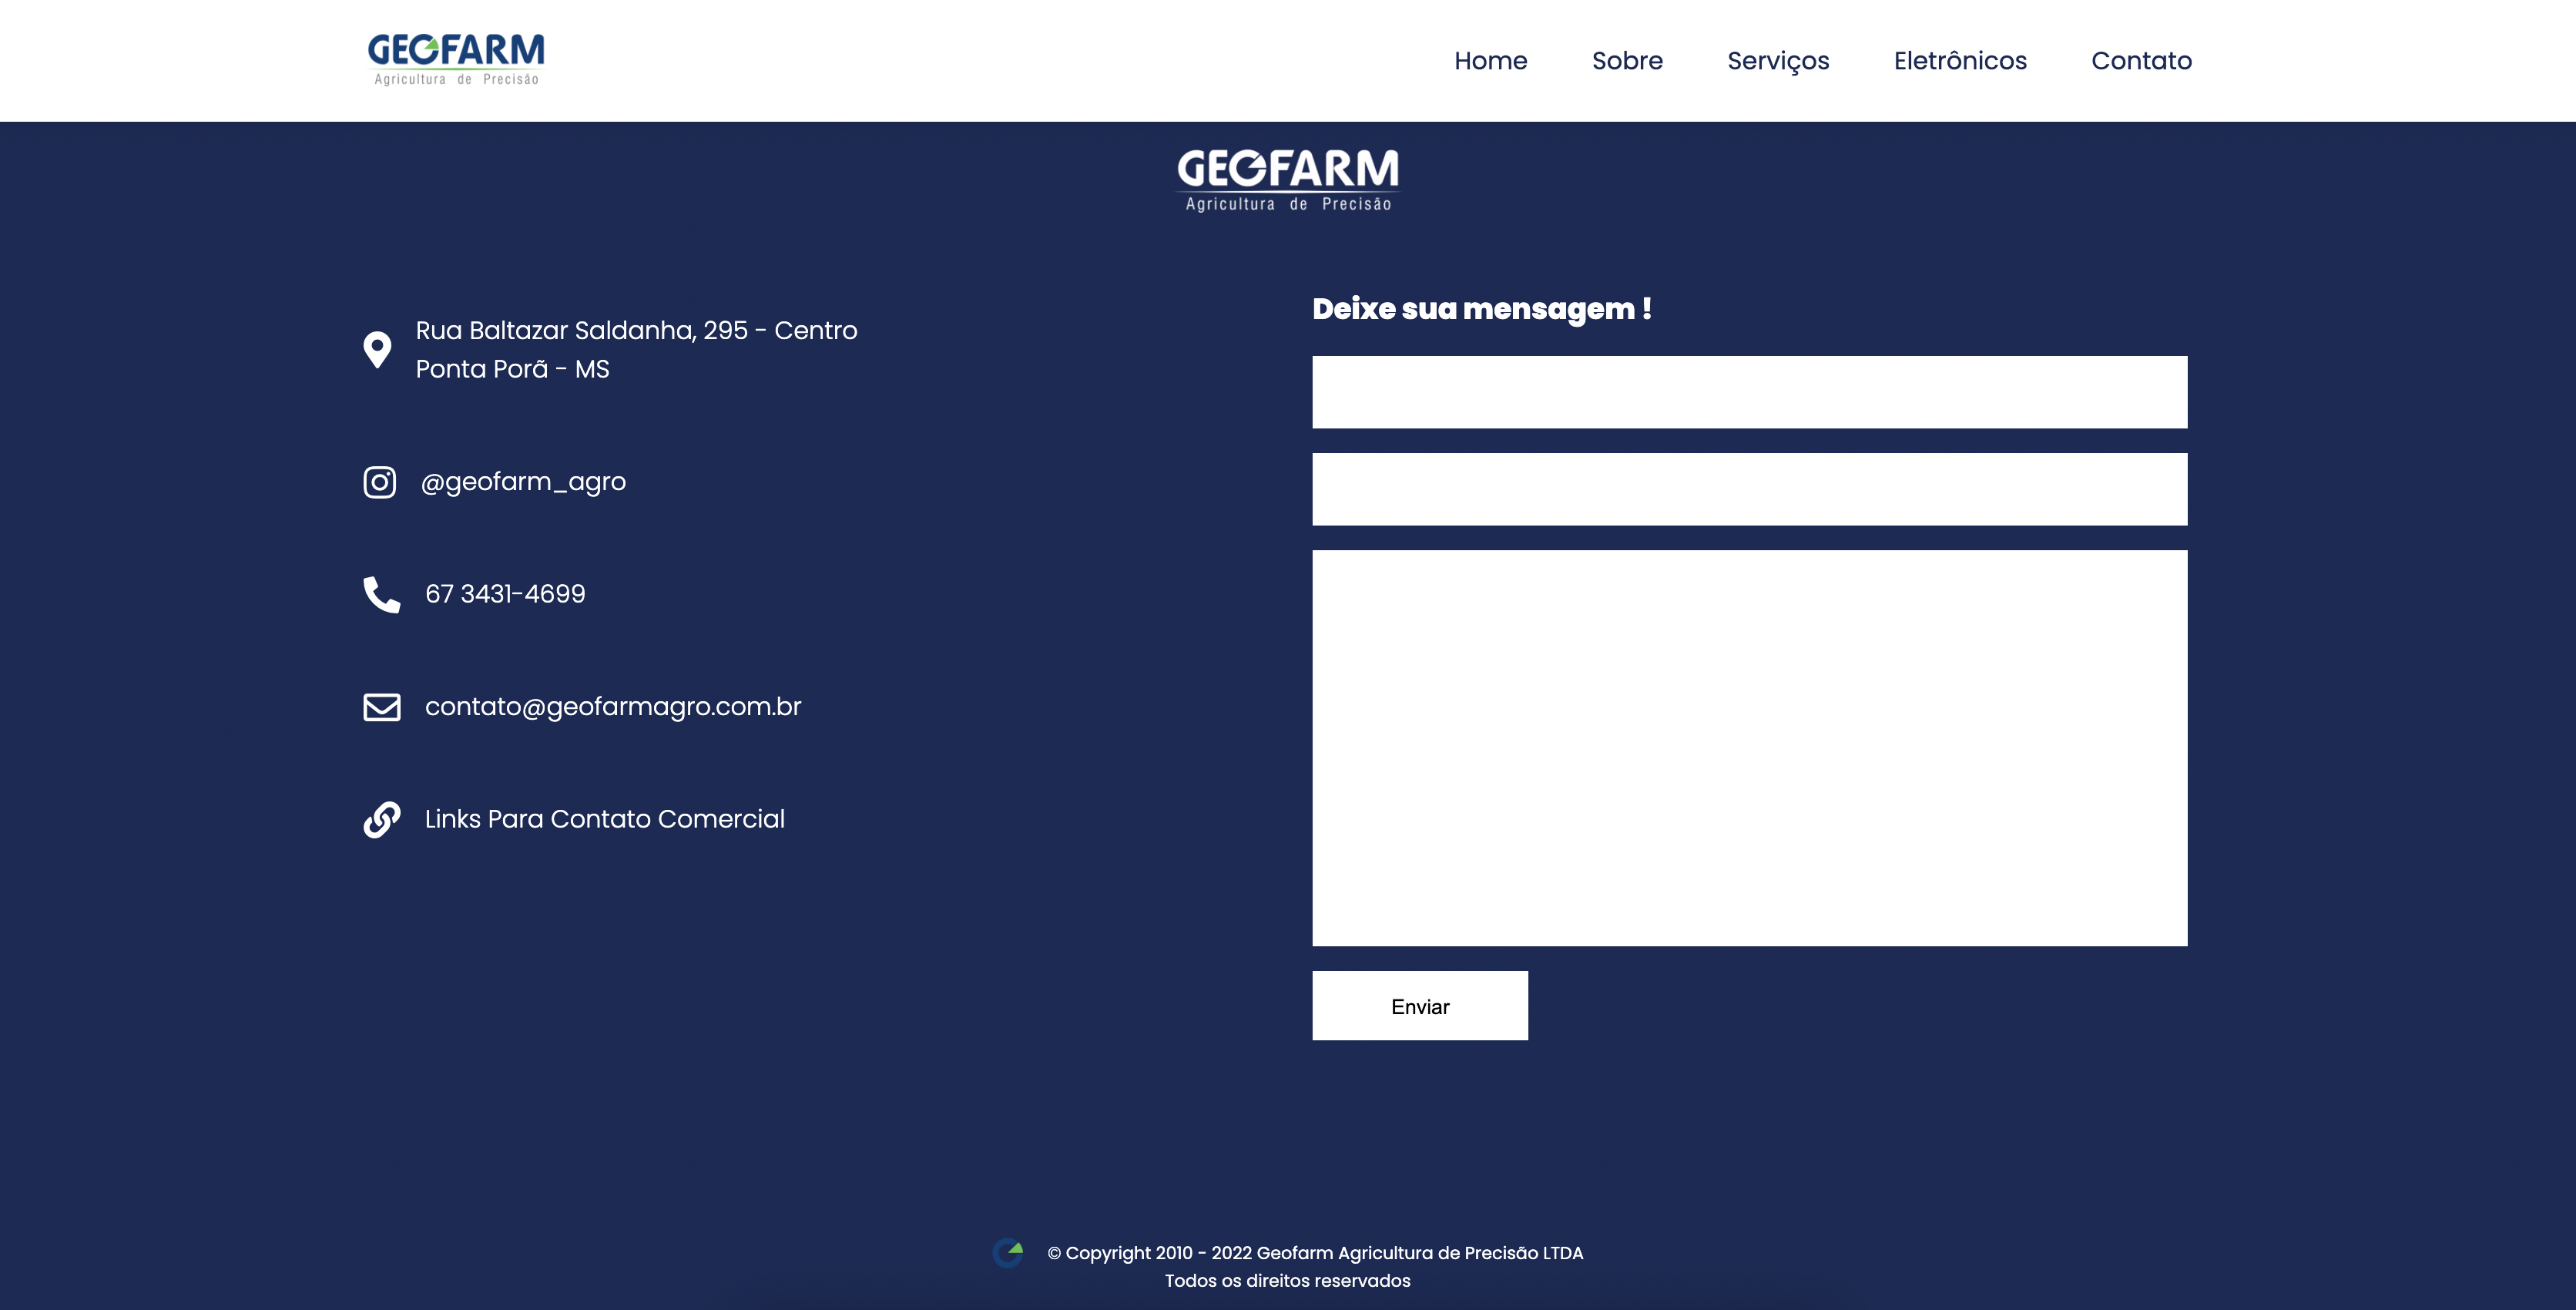 GEOFARM
Agricultura de Precisão
Home
Sobre
Serviços
Eletrônicos
Contato
GEOFARM
Agricultura de Precisão
Rua Baltazar Saldanha, 295 - Centro
Ponta Porã - MS
@geofarm_agro
67 3431-4699
contato@geofarmagro.com.br
Links Para Contato Comercial
Deixe sua mensagem !
Enviar
© Copyright 2010 - 2022 Geofarm Agricultura de Precisão LTDA
Todos os direitos reservados